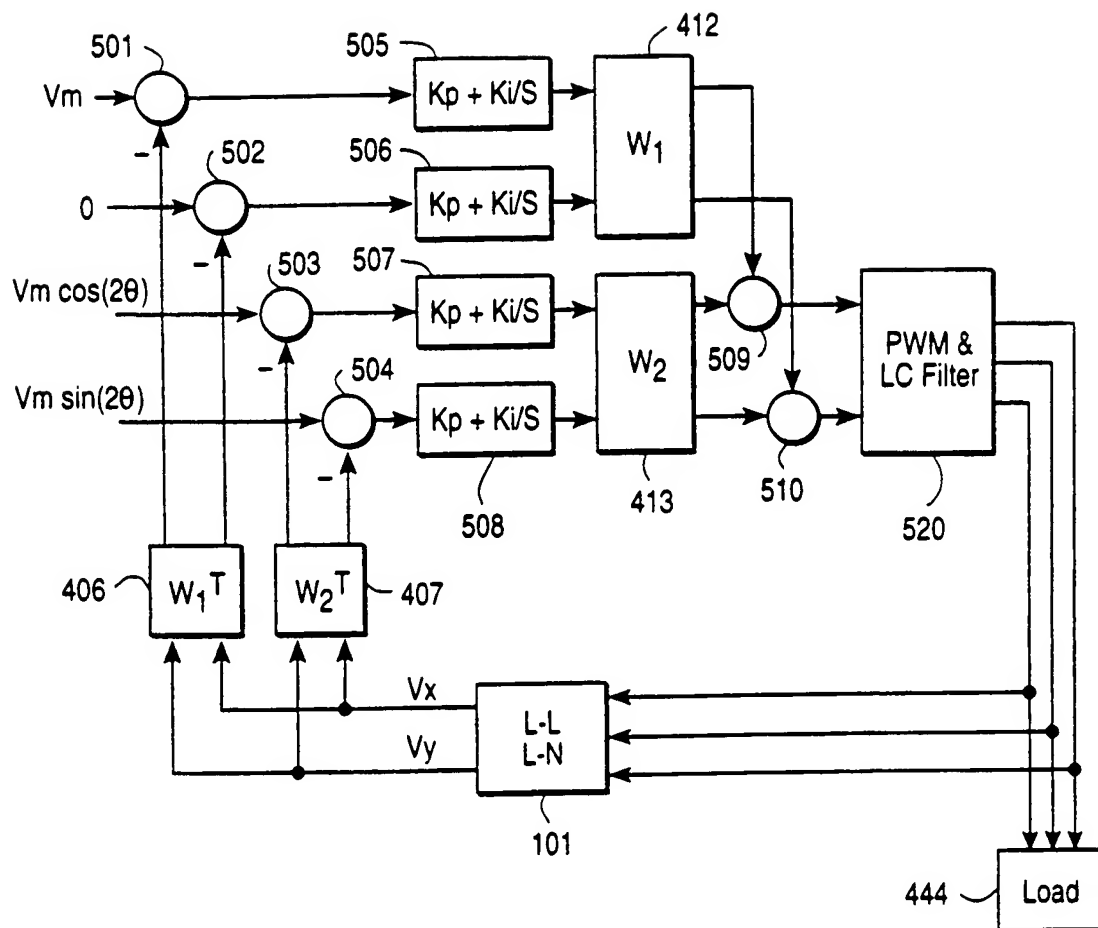 501
505
412
Vm
Kp + Ki/S
W1
–
502
506
0
Kp + Ki/S
–
503
507
Vm cos(2θ)
Kp + Ki/S
W2
509
PWM &
LC Filter
–
504
Vm sin(2θ)
Kp + Ki/S
–
508
413
510
520
406
W1T
W2T
407
Vx
Vy
L-L
L-N
101
444
Load